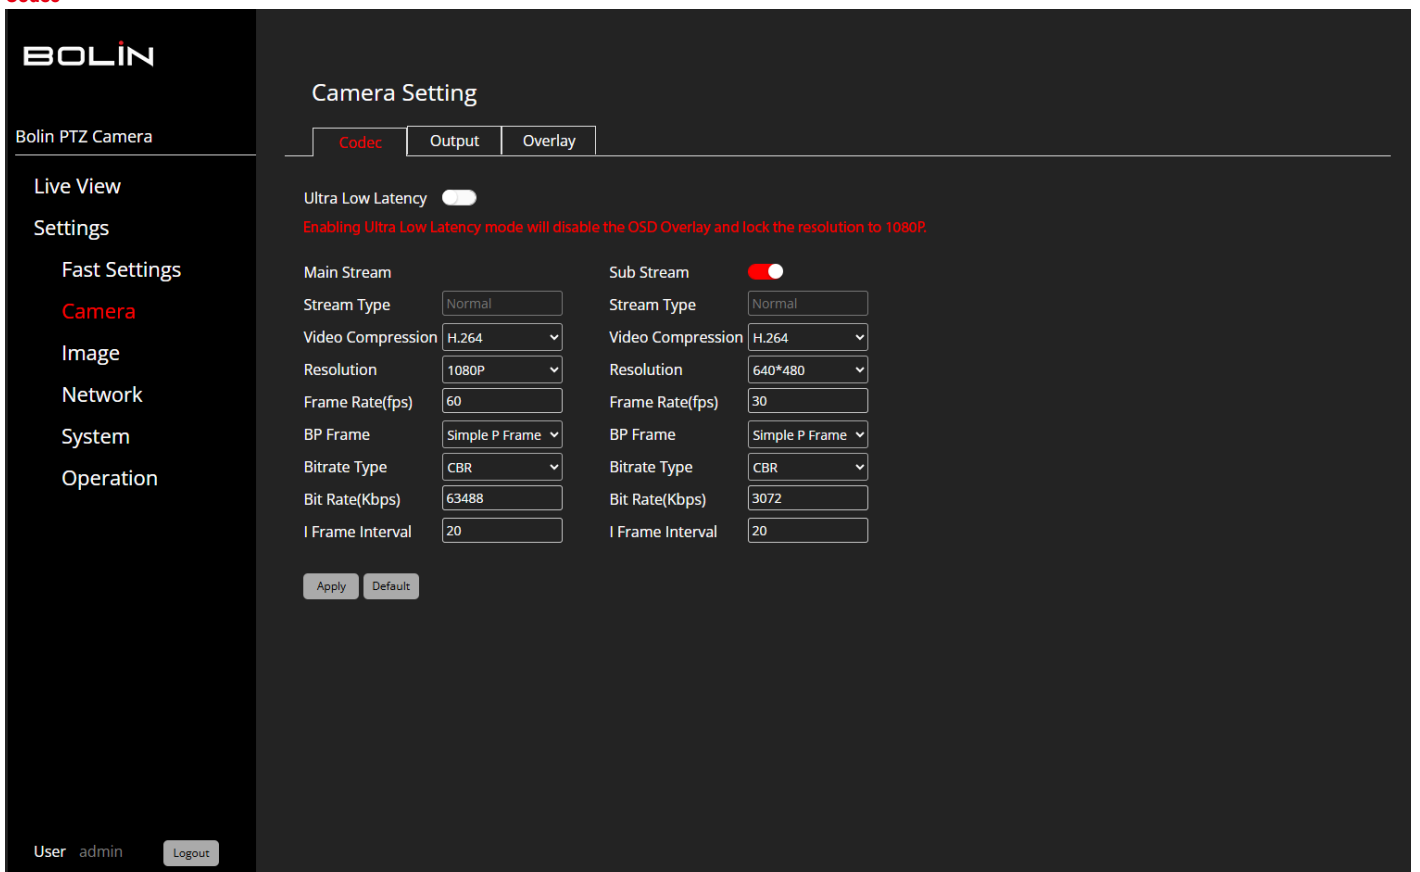 BOLIN
Camera Setting
Bolin PTZ Camera
Codec Output Overlay
Live View
Settings
Fast Settings
Camera
Image
Network
System
Operation
Ultra Low Latency
Enabling Ultra Low Latency mode will disable the OSD Overlay and lock the resolution to 1080P.
Main Stream Sub Stream
Stream Type Normal Stream Type Normal
Video Compression H.264 Video Compression H.264
Resolution 1080P Resolution 640*480
Frame Rate(fps) 60 Frame Rate(fps) 30
BP Frame Simple P Frame BP Frame Simple P Frame
Bitrate Type CBR Bitrate Type CBR
Bit Rate(Kbps) 63488 Bit Rate(Kbps) 3072
I Frame Interval 20 I Frame Interval 20
Apply Default
User admin Logout